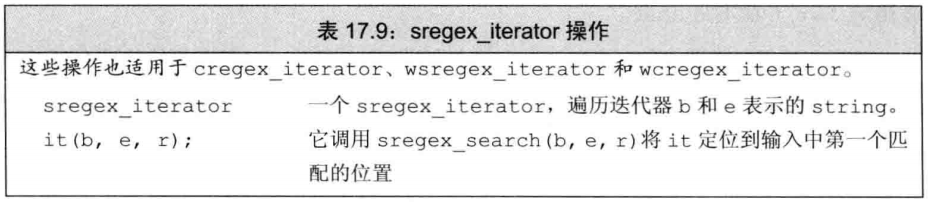 表 17.9：sregex_iterator 操作
这些操作也适用于 cregex_iterator、wsregex_iterator 和 wcregex_iterator。
sregex_iterator 一个 sregex_iterator，遍历迭代器 b 和 e 表示的 string。
it(b, e, r); 它调用 sregex_search(b, e, r)将 it 定位到输入中第一个匹
配的位置